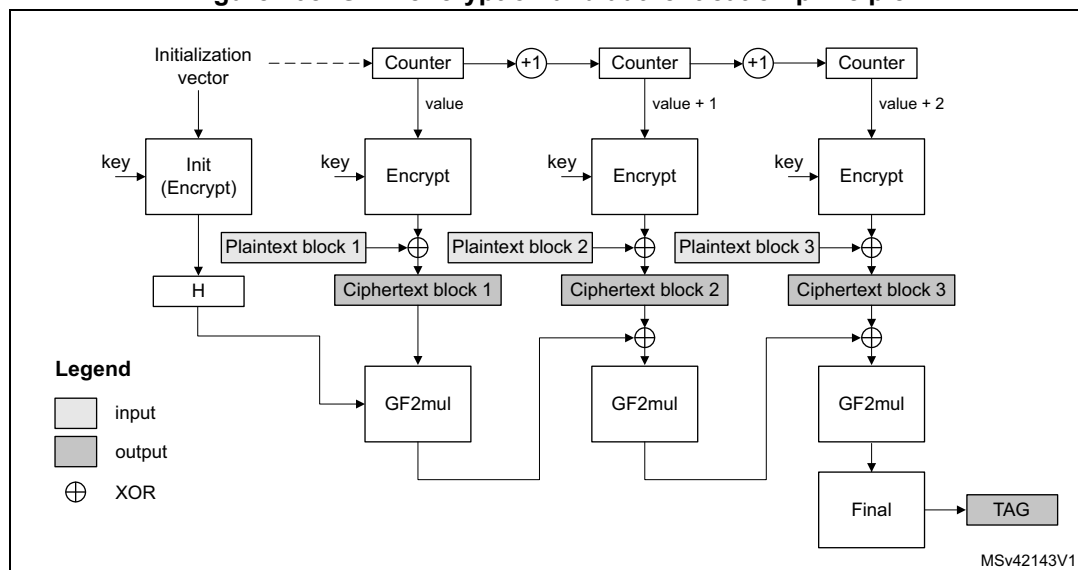 Initialization
vector
Counter
+1
Counter
+1
Counter
value
value + 1
value + 2
key
Init
(Encrypt)
key
Encrypt
key
Encrypt
key
Encrypt
Plaintext block 1
Plaintext block 2
Plaintext block 3
H
Ciphertext block 1
Ciphertext block 2
Ciphertext block 3
Legend
input
output
XOR
GF2mul
GF2mul
GF2mul
Final
TAG
MSv42143V1